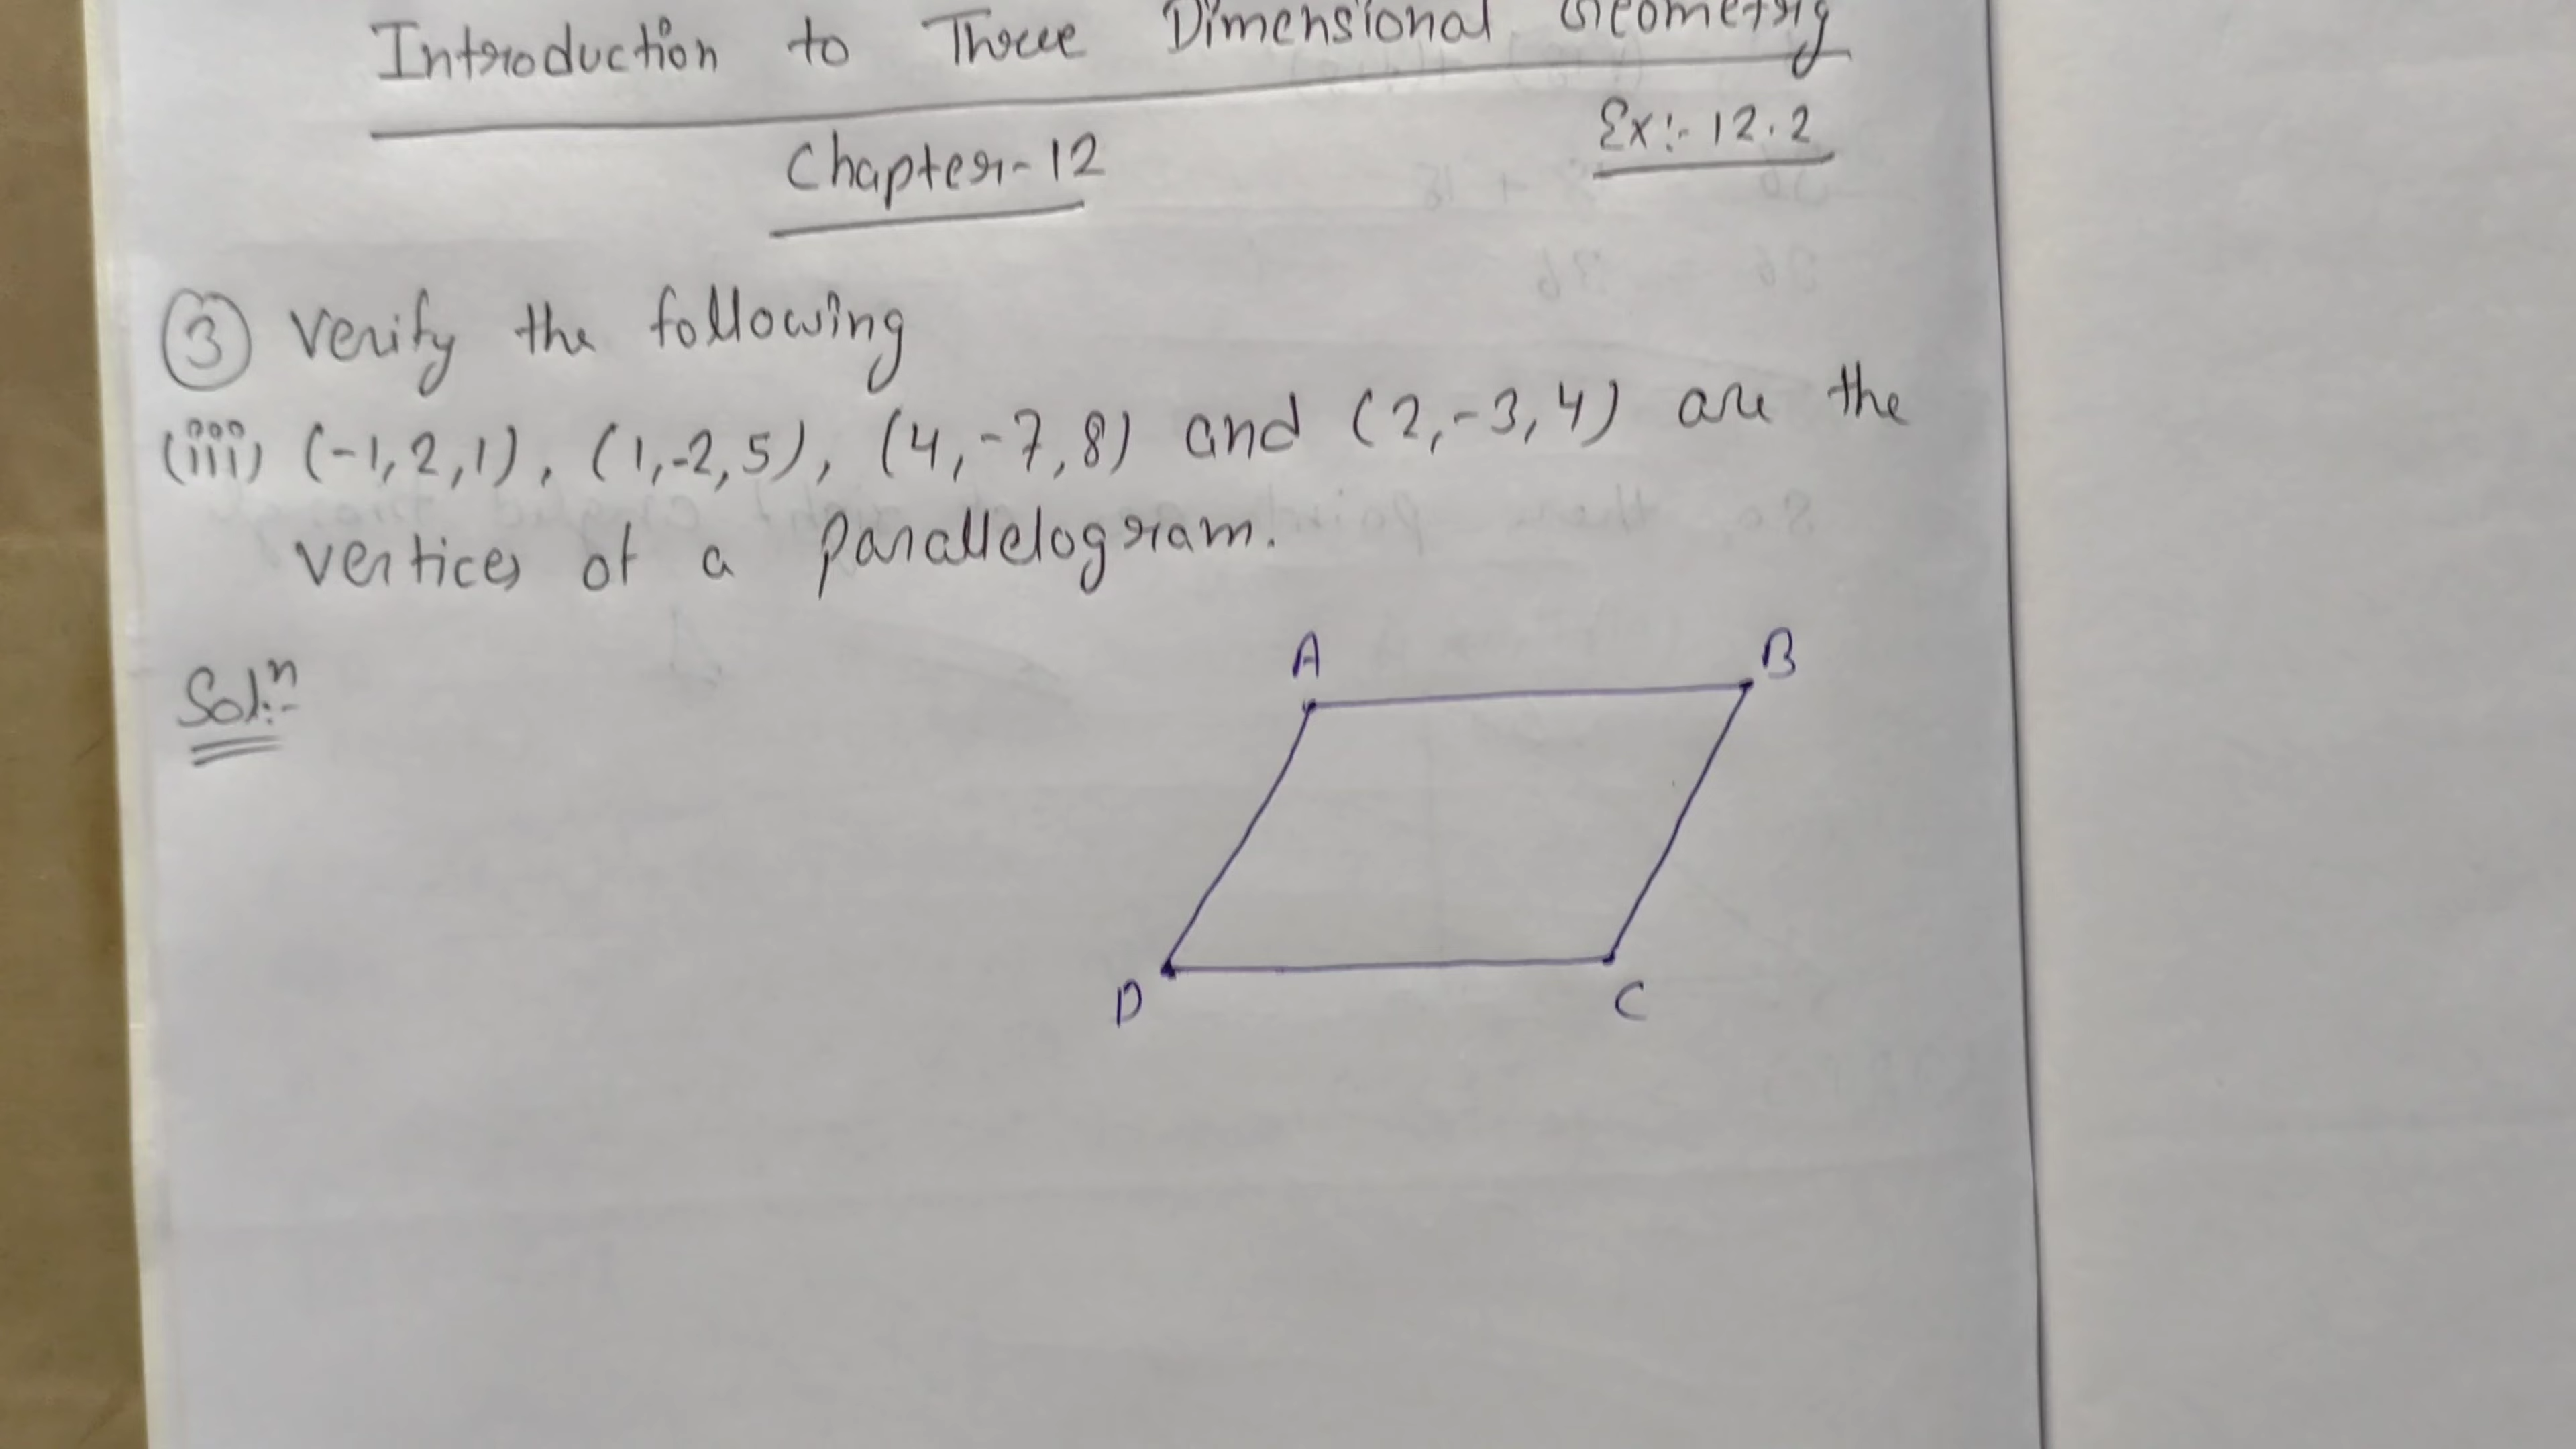 Introduction to Three Dimensional Geometry
Ex:- 12.2
Chapter-12
3 Verify the following
(iii) (-1,2,1), (1,-2,5), (4,-7,8) and (2,-3,4) are the
vertices of a parallelogram.
Sol:n-
A
B
D
C